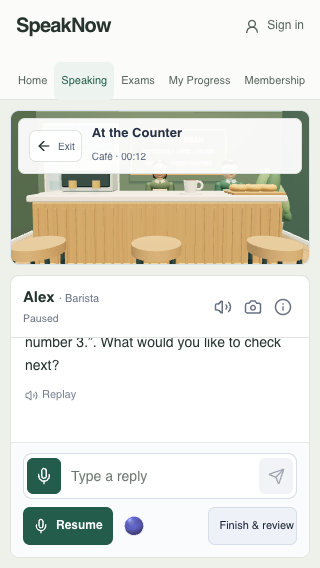 SpeakNow
Sign in
Home
Speaking
Exams
My Progress
Membership
Exit
At the Counter
Café · 00:12
Alex · Barista
Paused
number 3.”. What would you like to check
next?
Replay
Type a reply
Resume
Finish & review